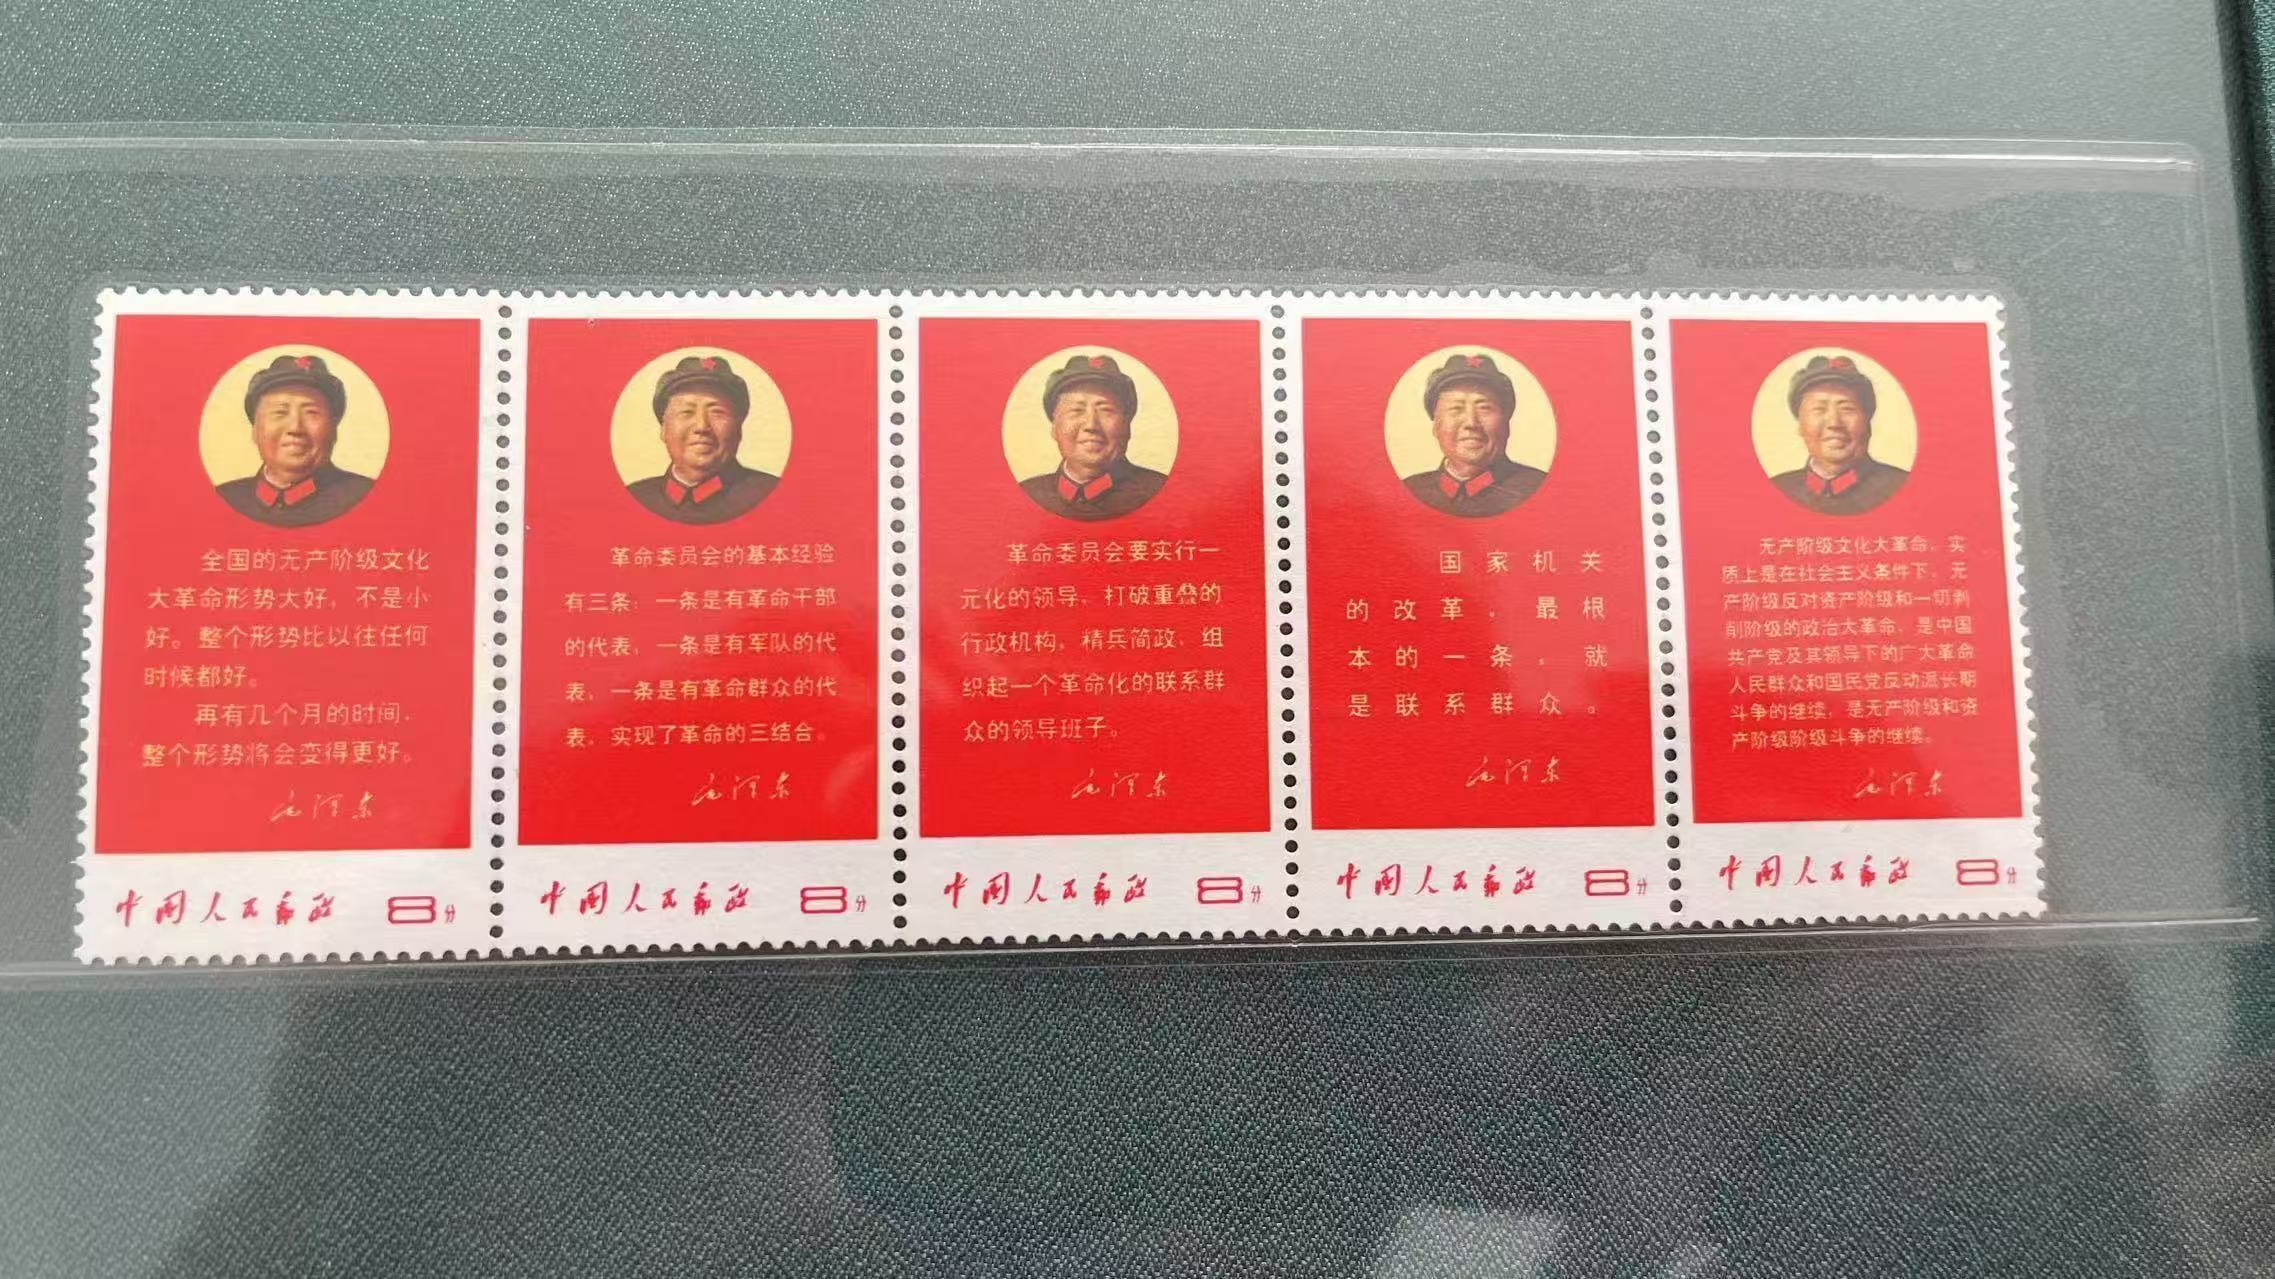 全国的无产阶级文化
大革命形势大好，不是小
好。整个形势比以往任何
时候都好。
再有几个月的时间，
整个形势将会变得更好。
毛泽东
中国人民邮政 8分
革命委员会的基本经验
有三条：一条是有革命干部
的代表，一条是有军队的代
表，一条是有革命群众的代
表，实现了革命的三结合。
毛泽东
中国人民邮政 8分
革命委员会要实行一
元化的领导，打破重叠的
行政机构，精兵简政，组
织起一个革命化的联系群
众的领导班子。
毛泽东
中国人民邮政 8分
国家机关
的改革，最根
本的一条，就
是联系群众。
毛泽东
中国人民邮政 8分
无产阶级文化大革命，实
质上是在社会主义条件下，无
产阶级反对资产阶级和一切剥
削阶级的政治大革命，是中国
共产党及其领导下的广大革命
人民群众和国民党反动派长期
斗争的继续，是无产阶级和资
产阶级阶级斗争的继续。
毛泽东
中国人民邮政 8分